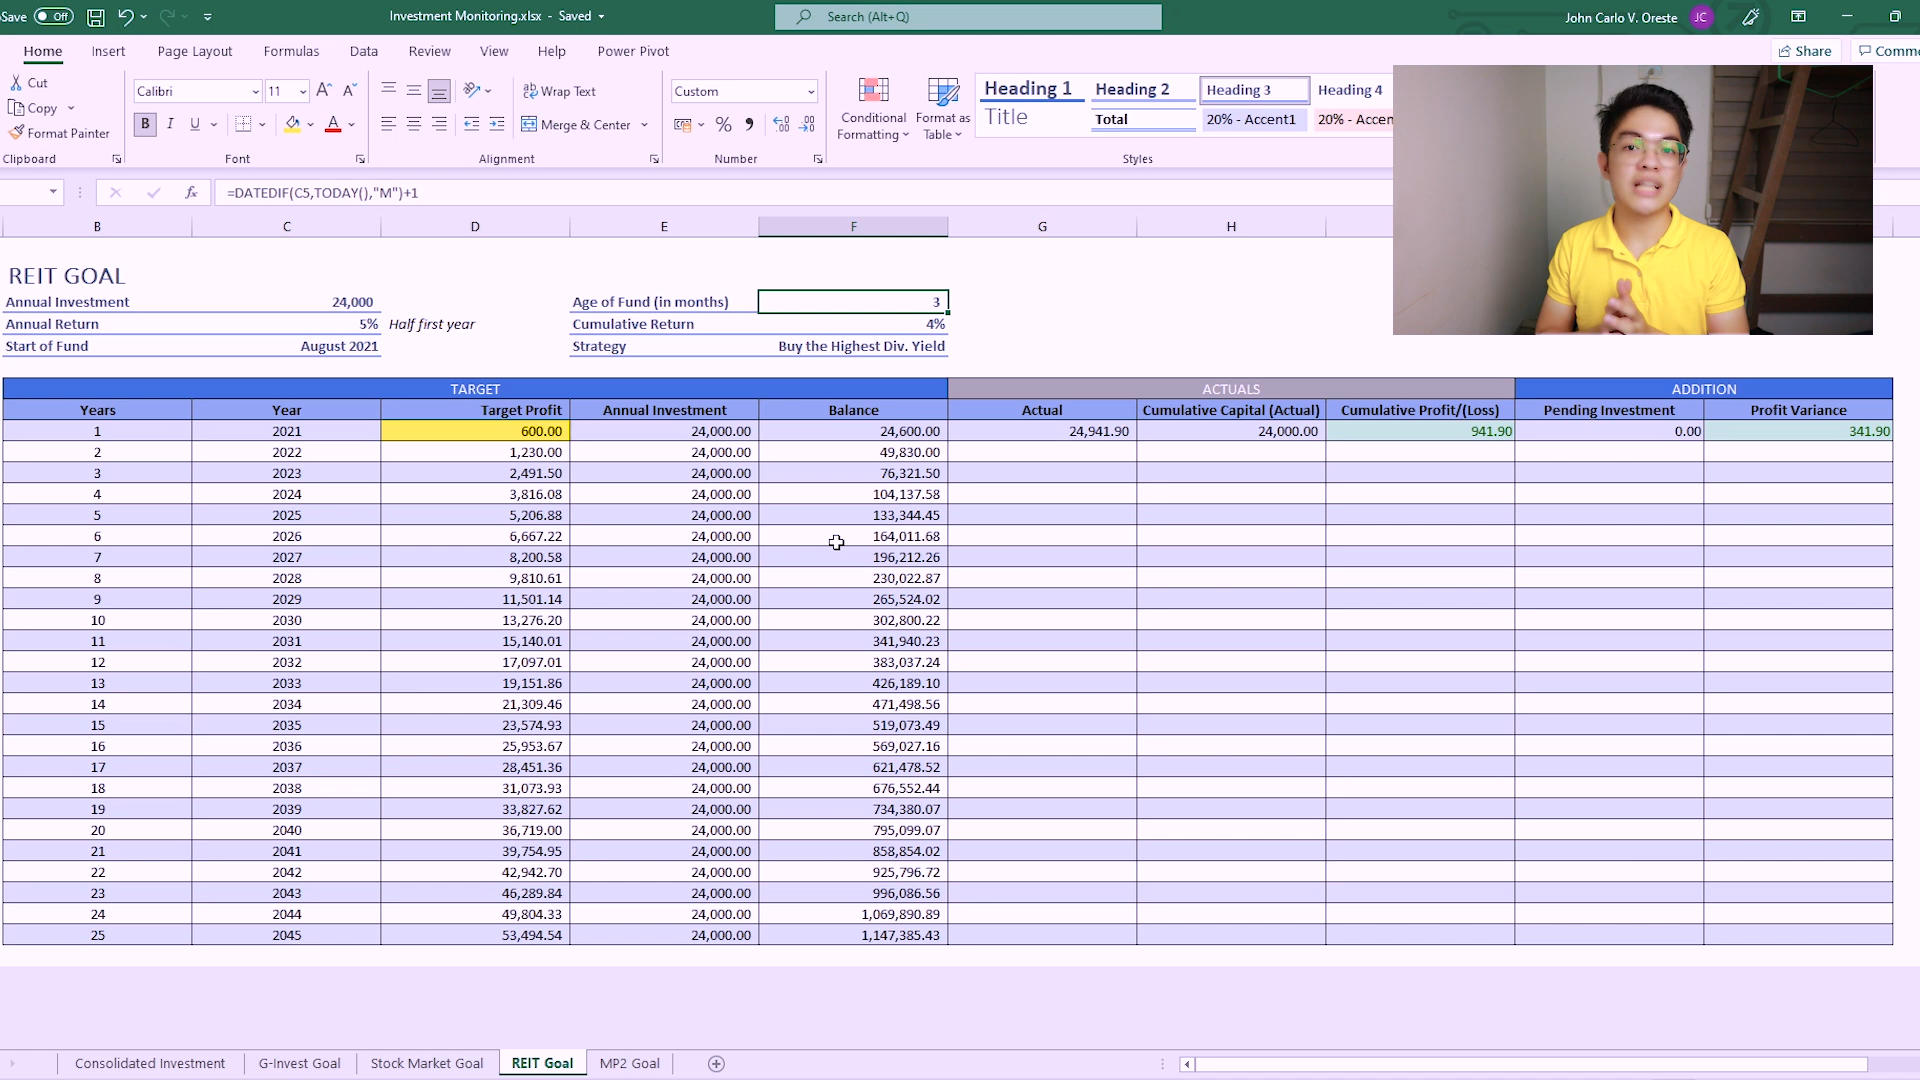 Save Off Investment Monitoring.xlsx - Saved Search (Alt+Q) John Carlo V. Oreste JC
Home Insert Page Layout Formulas Data Review View Help Power Pivot Share Comme
Cut
Copy
Format Painter
Clipboard
Calibri 11
B I U
Font
Wrap Text
Merge & Center
Alignment
Custom
Number
Conditional Formatting
Format as Table
Heading 1 Heading 2 Heading 3 Heading 4
Title Total 20% - Accent1 20% - Accen
Styles
fx =DATEDIF(C5,TODAY(),"M")+1
B C D E F G H
REIT GOAL
Annual Investment 24,000 Age of Fund (in months) 3
Annual Return 5% Half first year Cumulative Return 4%
Start of Fund August 2021 Strategy Buy the Highest Div. Yield
TARGET ACTUALS ADDITION
Years Year Target Profit Annual Investment Balance Actual Cumulative Capital (Actual) Cumulative Profit/(Loss) Pending Investment Profit Variance
1 2021 600.00 24,000.00 24,600.00 24,941.90 24,000.00 941.90 0.00 341.90
2 2022 1,230.00 24,000.00 49,830.00
3 2023 2,491.50 24,000.00 76,321.50
4 2024 3,816.08 24,000.00 104,137.58
5 2025 5,206.88 24,000.00 133,344.45
6 2026 6,667.22 24,000.00 164,011.68
7 2027 8,200.58 24,000.00 196,212.26
8 2028 9,810.61 24,000.00 230,022.87
9 2029 11,501.14 24,000.00 265,524.02
10 2030 13,276.20 24,000.00 302,800.22
11 2031 15,140.01 24,000.00 341,940.23
12 2032 17,097.01 24,000.00 383,037.24
13 2033 19,151.86 24,000.00 426,189.10
14 2034 21,309.46 24,000.00 471,498.56
15 2035 23,574.93 24,000.00 519,073.49
16 2036 25,953.67 24,000.00 569,027.16
17 2037 28,451.36 24,000.00 621,478.52
18 2038 31,073.93 24,000.00 676,552.44
19 2039 33,827.62 24,000.00 734,380.07
20 2040 36,719.00 24,000.00 795,099.07
21 2041 39,754.95 24,000.00 858,854.02
22 2042 42,942.70 24,000.00 925,796.72
23 2043 46,289.84 24,000.00 996,086.56
24 2044 49,804.33 24,000.00 1,069,890.89
25 2045 53,494.54 24,000.00 1,147,385.43
Consolidated Investment G-Invest Goal Stock Market Goal REIT Goal MP2 Goal